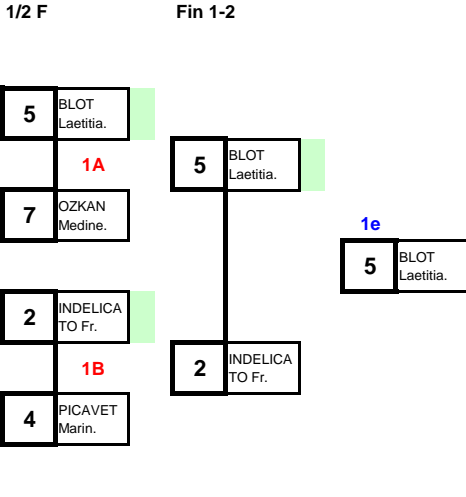 1/2 F
Fin 1-2
5
BLOT
Laetitia.
1A
7
OZKAN
Medine.
2
INDELICA
TO Fr.
1B
4
PICAVET
Marin.
5
BLOT
Laetitia.
2
INDELICA
TO Fr.
1e
5
BLOT
Laetitia.